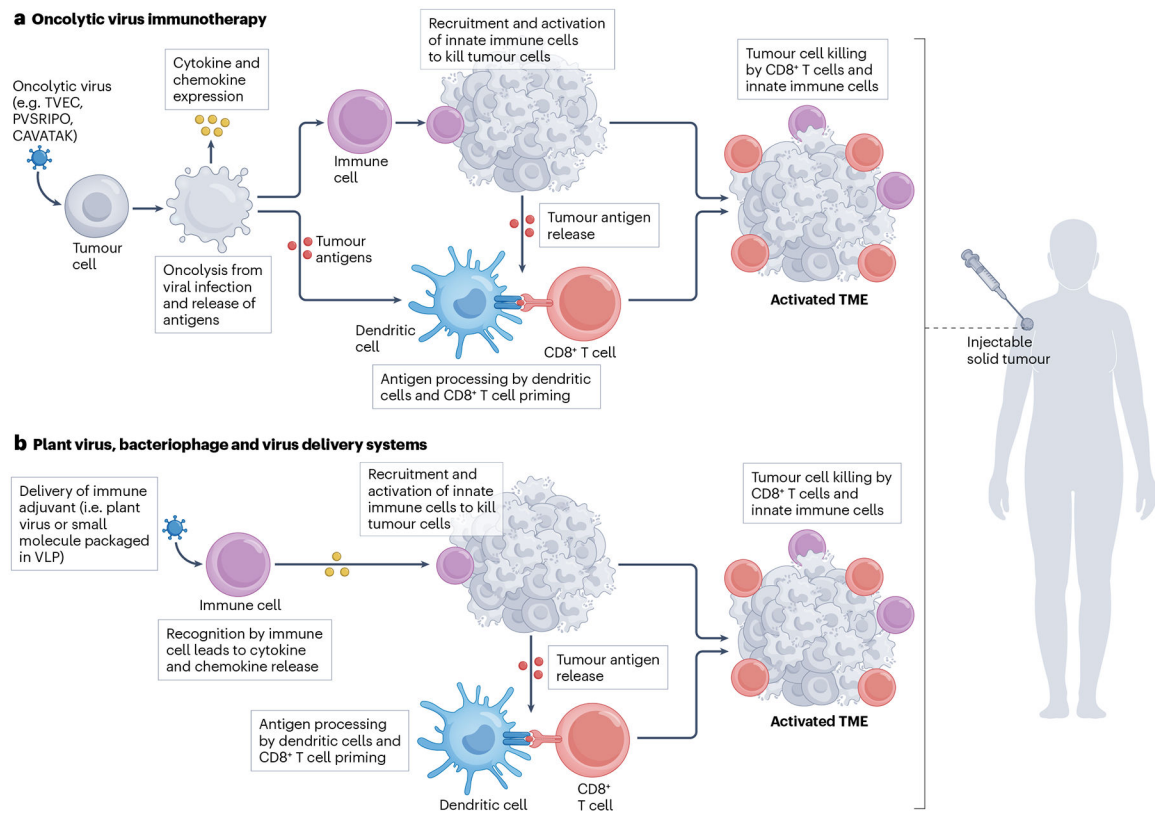 a Oncolytic virus immunotherapy
Oncolytic virus
(e.g. TVEC,
PVSRIPO,
CAVATAK)
Cytokine and
chemokine
expression
Tumour
cell
Oncolysis from
viral infection
and release of
antigens
Immune
cell
Tumour
antigens
Recruitment and activation
of innate immune cells
to kill tumour cells
Tumour antigen
release
Dendritic
cell
CD8⁺ T cell
Antigen processing by dendritic
cells and CD8⁺ T cell priming
Tumour cell killing
by CD8⁺ T cells and
innate immune cells
Activated TME
Injectable
solid tumour
b Plant virus, bacteriophage and virus delivery systems
Delivery of immune
adjuvant (i.e. plant
virus or small
molecule packaged
in VLP)
Immune cell
Recognition by immune
cell leads to cytokine
and chemokine release
Recruitment and
activation of innate
immune cells to kill
tumour cells
Tumour antigen
release
Antigen processing
by dendritic cells and
CD8⁺ T cell priming
Dendritic cell
CD8⁺
T cell
Tumour cell killing by
CD8⁺ T cells and
innate immune cells
Activated TME